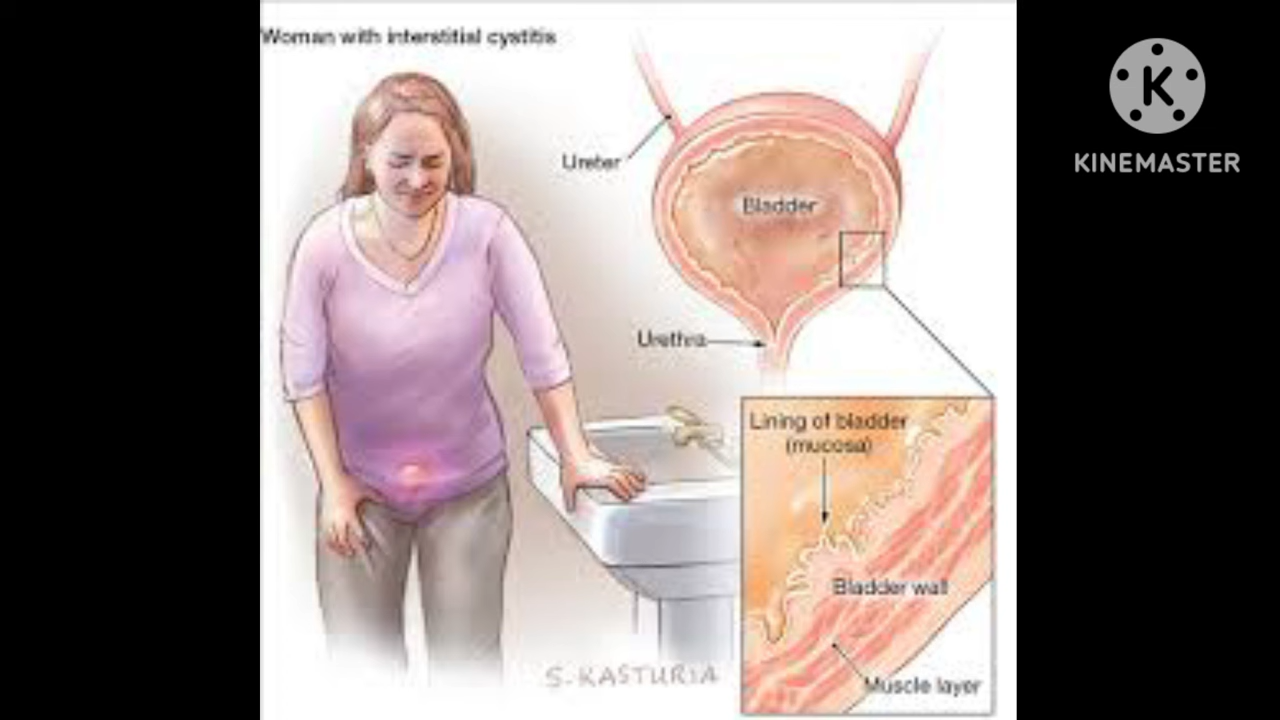 Woman with interstitial cystitis
Ureter
Bladder
Urethra
Lining of bladder
(mucosa)
Bladder wall
Muscle layer
S. KASTURIA
K
KINEMASTER